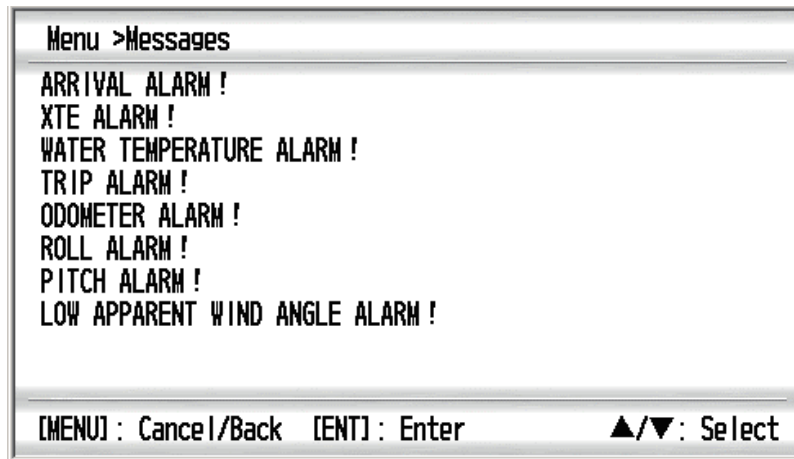 Menu >Messages
ARRIVAL ALARM!
XTE ALARM!
WATER TEMPERATURE ALARM!
TRIP ALARM!
ODOMETER ALARM!
ROLL ALARM!
PITCH ALARM!
LOW APPARENT WIND ANGLE ALARM!
[MENU]: Cancel/Back [ENT]: Enter ▲/▼: Select